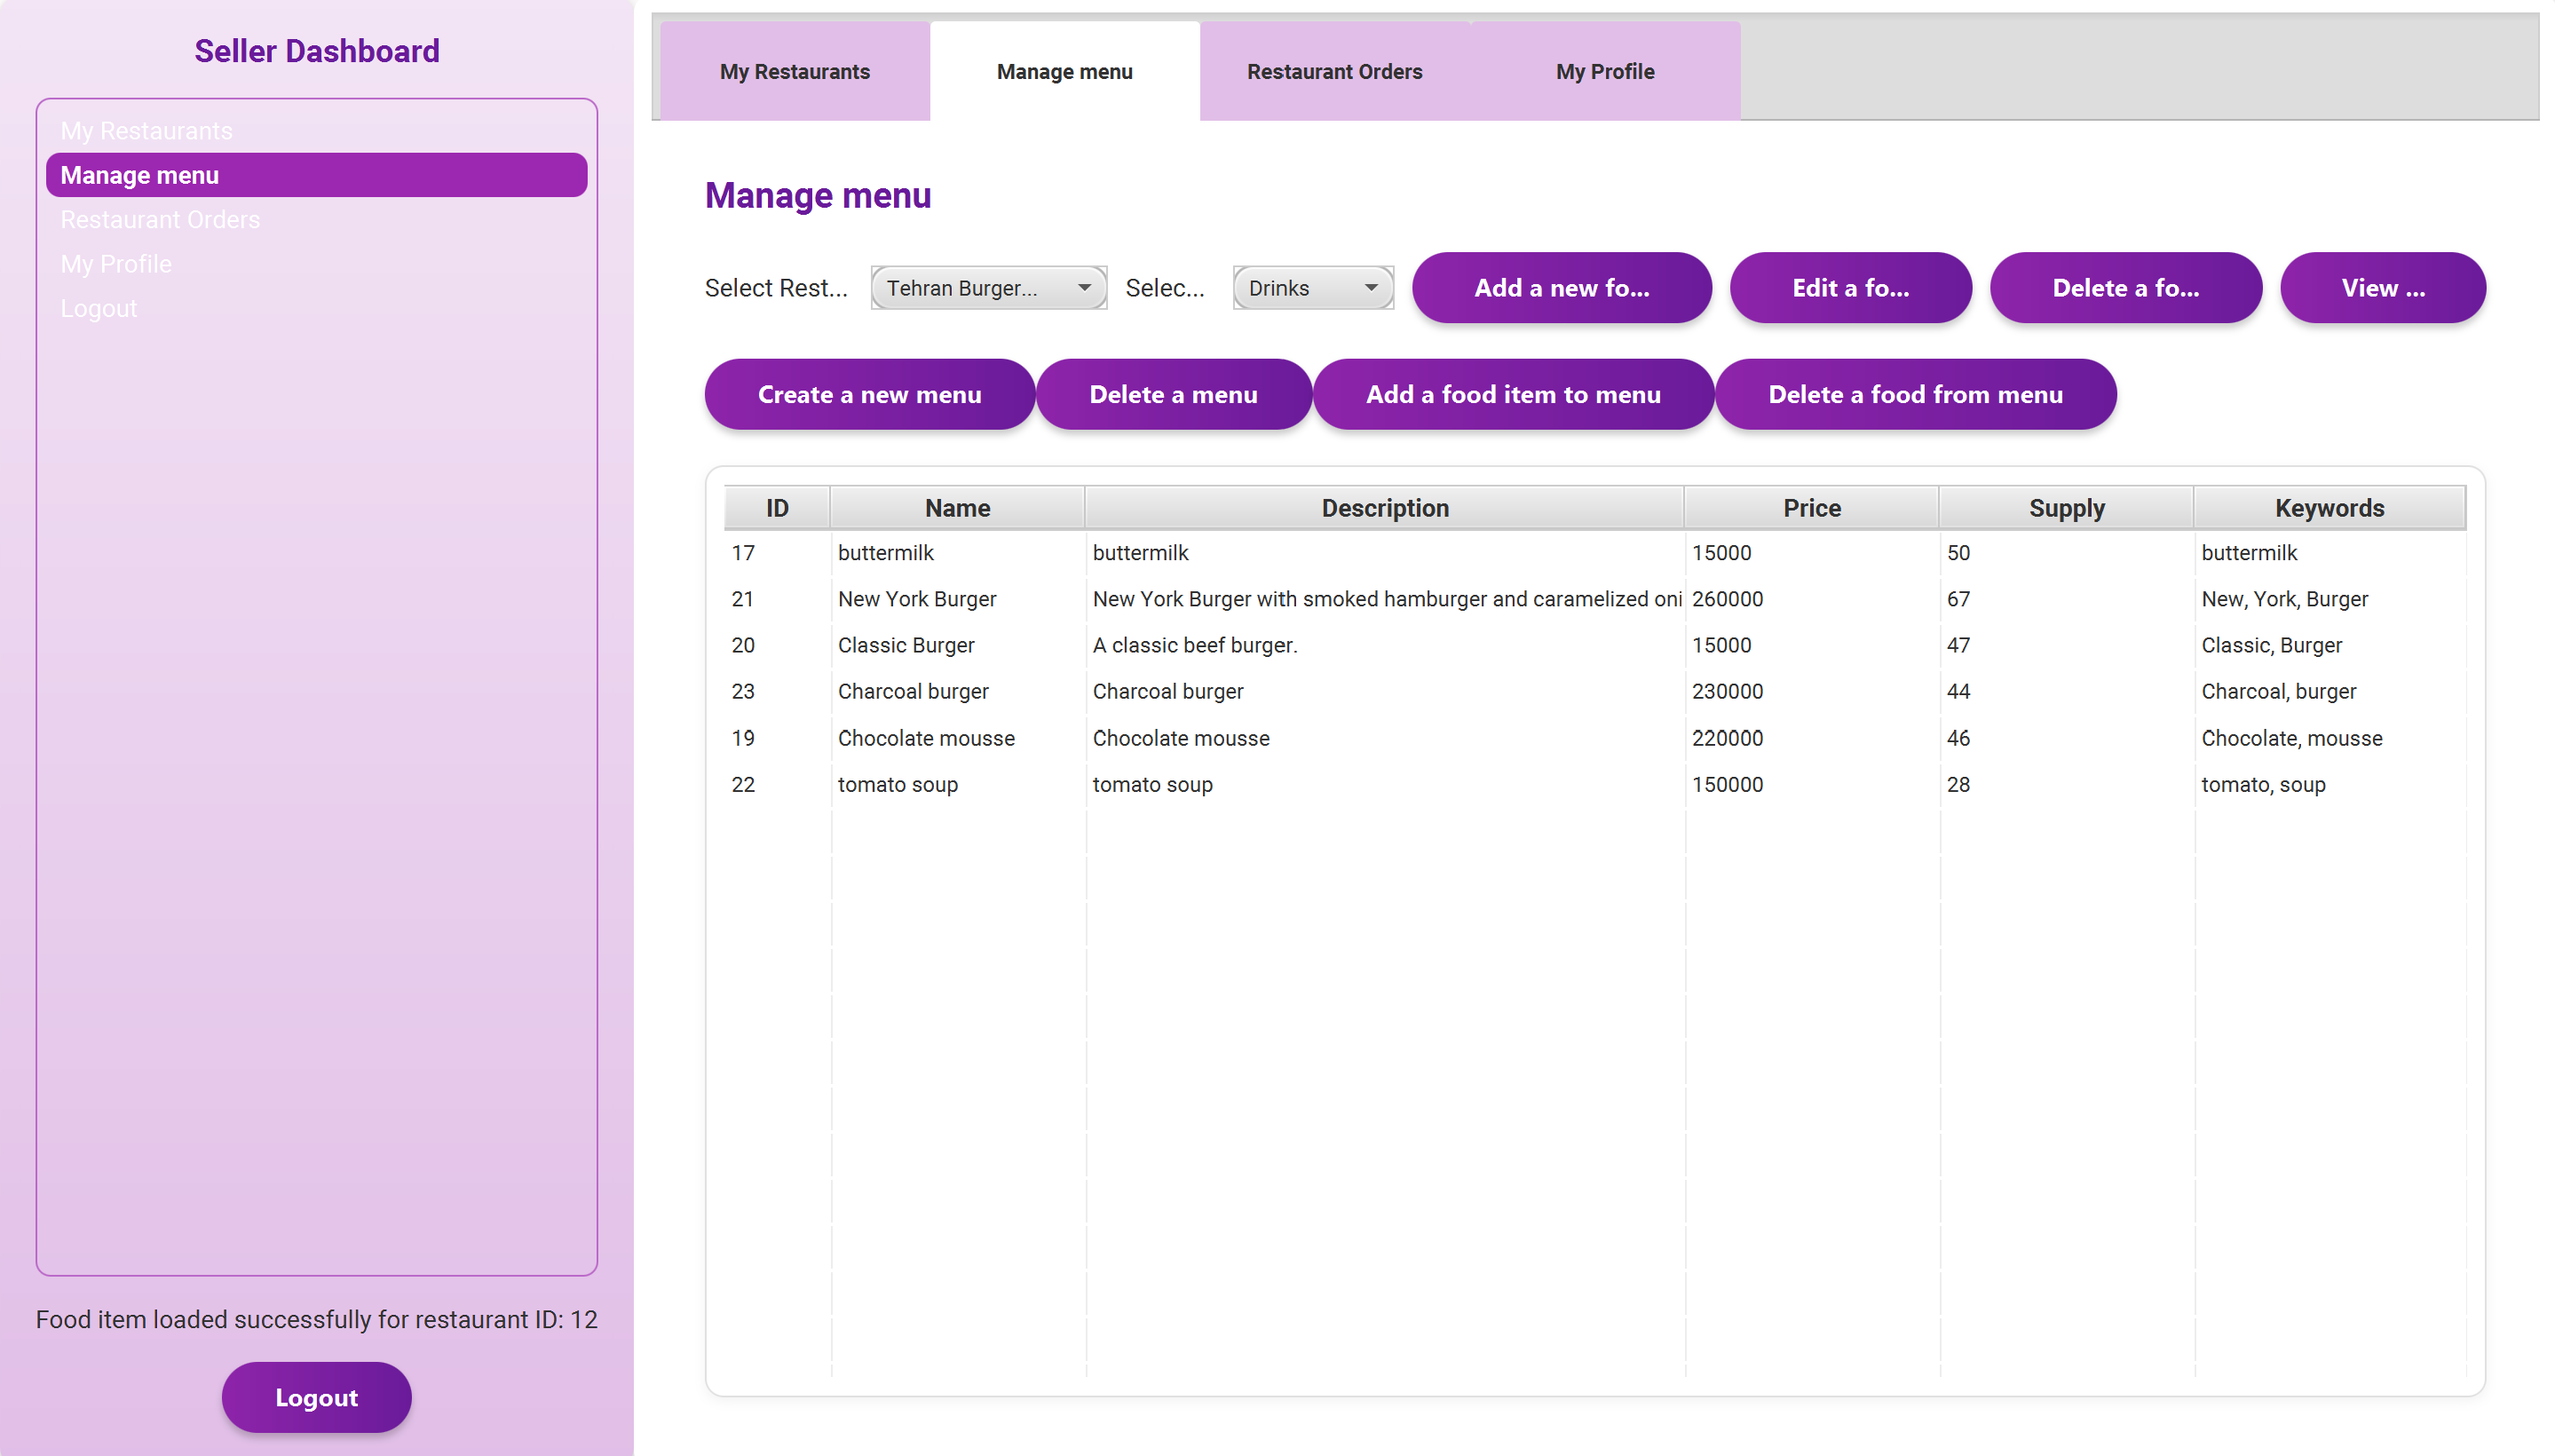 Seller Dashboard
My Restaurants
Manage menu
Restaurant Orders
My Profile
Logout
Food item loaded successfully for restaurant ID: 12
Logout
My Restaurants Manage menu Restaurant Orders My Profile
Manage menu
Select Rest... Tehran Burger... Selec... Drinks Add a new fo... Edit a fo... Delete a fo... View ...
Create a new menu Delete a menu Add a food item to menu Delete a food from menu
ID Name Description Price Supply Keywords
17 buttermilk buttermilk 15000 50 buttermilk
21 New York Burger New York Burger with smoked hamburger and caramelized oni 260000 67 New, York, Burger
20 Classic Burger A classic beef burger. 15000 47 Classic, Burger
23 Charcoal burger Charcoal burger 230000 44 Charcoal, burger
19 Chocolate mousse Chocolate mousse 220000 46 Chocolate, mousse
22 tomato soup tomato soup 150000 28 tomato, soup